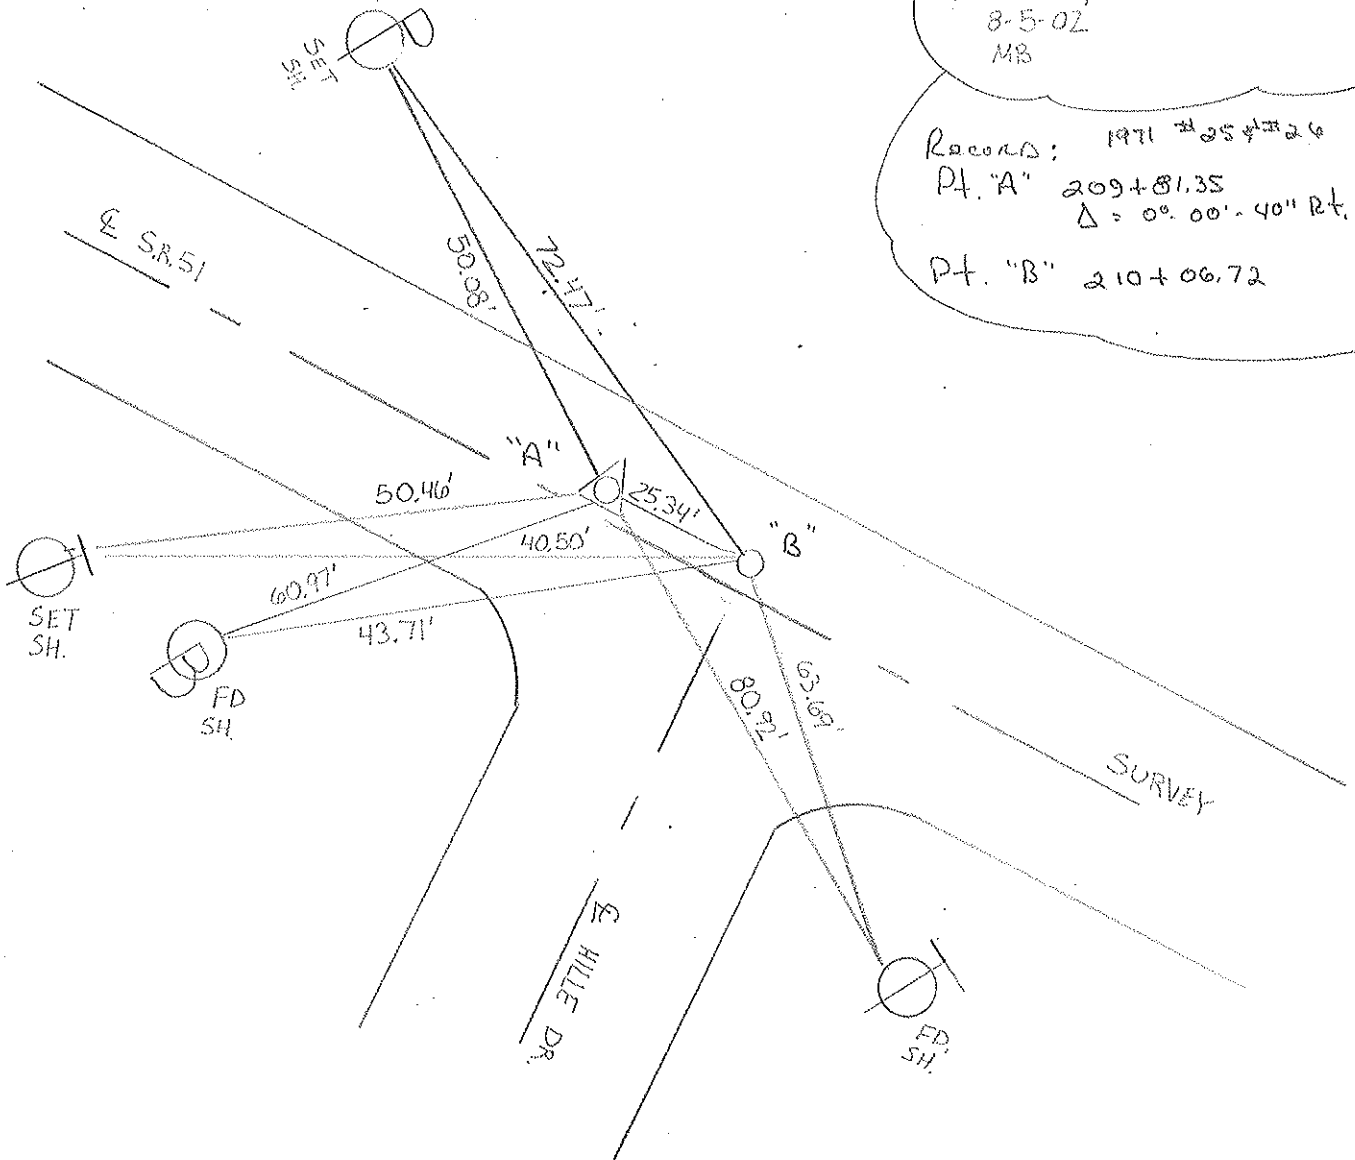 8-5-02
MB
Record: 1971 #25 & #26
Pt. "A" 209+81.35
Δ = 0° 00' - 40" Rt.
Pt. "B" 210+06.72
SET
SH.
℄ S.R. 51
50.08'
72.47'
"A"
50.46'
25.34'
"B"
40.50'
SET
SH.
60.97'
43.71'
FD
SH.
80.92'
63.69'
SURVEY
℄ HILLE DR.
FD.
SH.